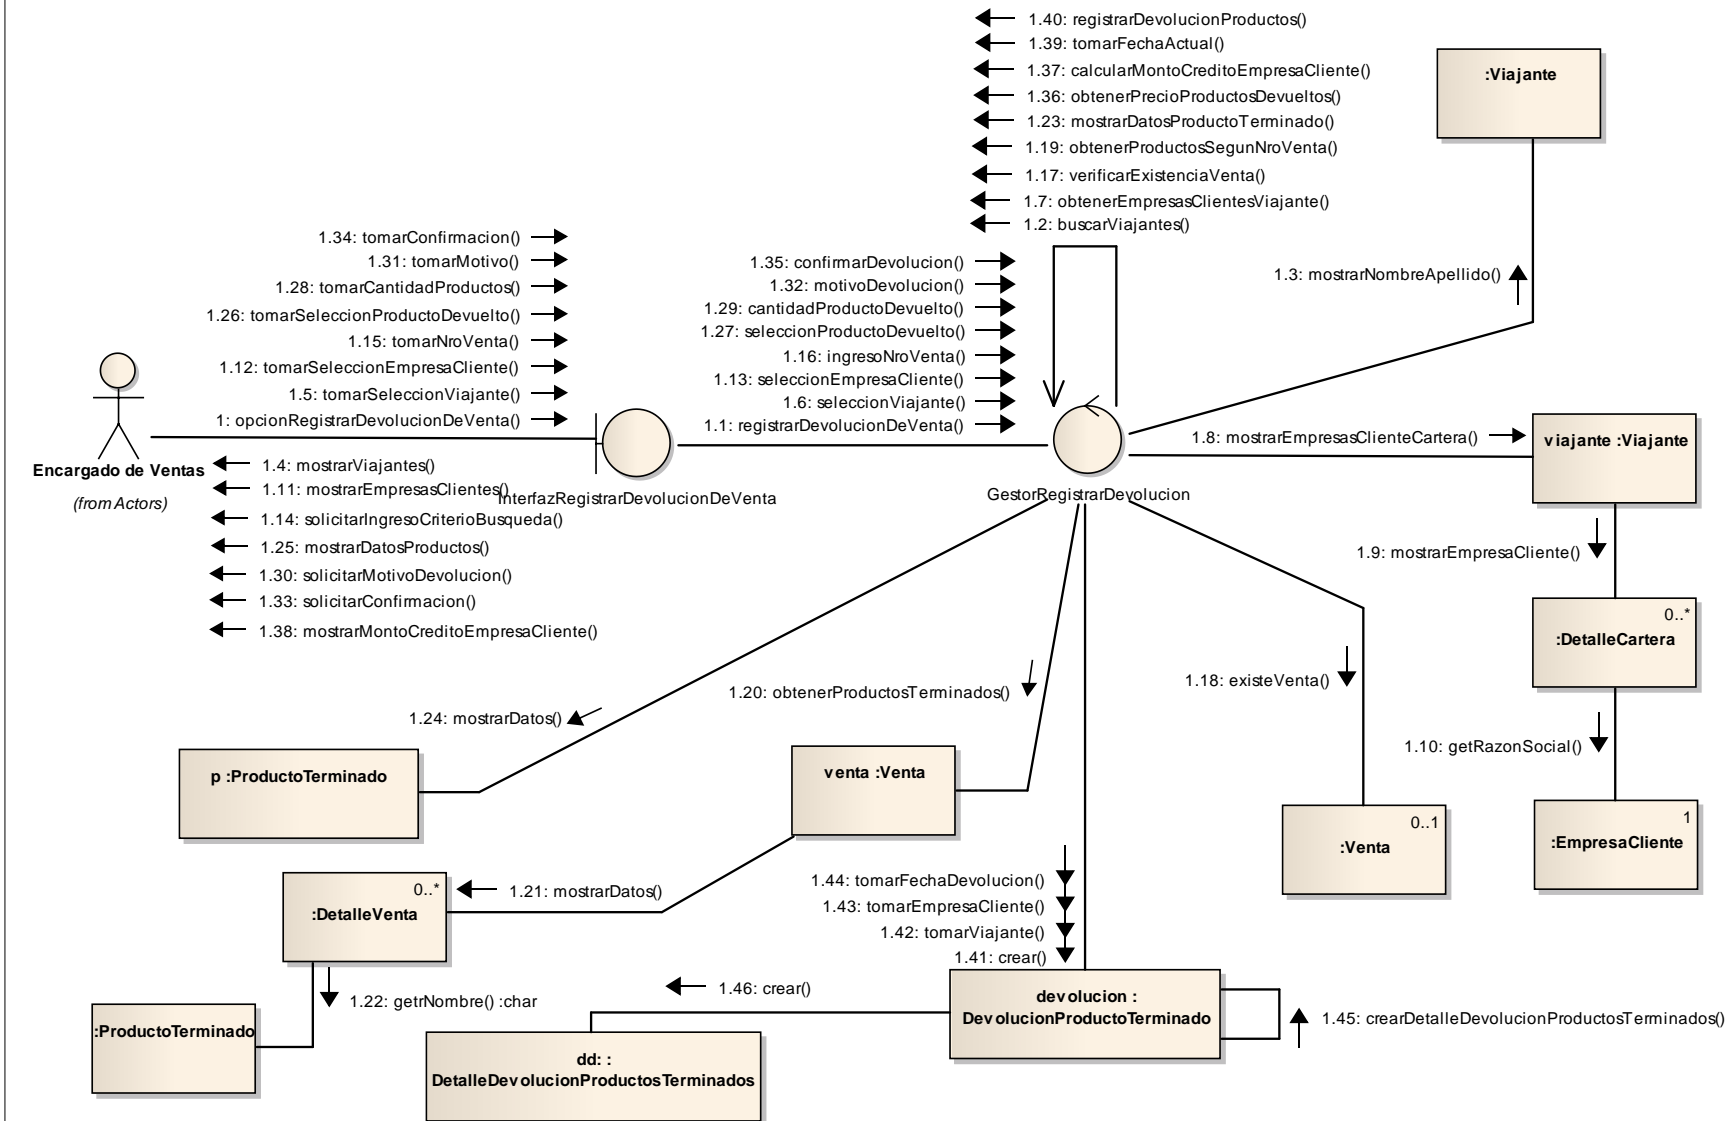 1.40: registrarDevolucionProductos()
1.39: tomarFechaActual()
1.37: calcularMontoCreditoEmpresaCliente()
1.36: obtenerPrecioProductosDevueltos()
1.23: mostrarDatosProductoTerminado()
1.19: obtenerProductosSegunNroVenta()
1.17: verificarExistenciaVenta()
1.7: obtenerEmpresasClientesViajante()
1.2: buscarViajantes()
:Viajante
1.3: mostrarNombreApellido()
1.34: tomarConfirmacion()
1.31: tomarMotivo()
1.28: tomarCantidadProductos()
1.26: tomarSeleccionProductoDevuelto()
1.15: tomarNroVenta()
1.12: tomarSeleccionEmpresaCliente()
1.5: tomarSeleccionViajante()
1: opcionRegistrarDevolucionDeVenta()
1.35: confirmarDevolucion()
1.32: motivoDevolucion()
1.29: cantidadProductoDevuelto()
1.27: seleccionProductoDevuelto()
1.16: ingresoNroVenta()
1.13: seleccionEmpresaCliente()
1.6: seleccionViajante()
1.1: registrarDevolucionDeVenta()
1.8: mostrarEmpresasClienteCartera()
viajante :Viajante
Encargado de Ventas
(from Actors)
1.4: mostrarViajantes()
1.11: mostrarEmpresasClientes()
1.14: solicitarIngresoCriterioBusqueda()
1.25: mostrarDatosProductos()
1.30: solicitarMotivoDevolucion()
1.33: solicitarConfirmacion()
1.38: mostrarMontoCreditoEmpresaCliente()
InterfazRegistrarDevolucionDeVenta
GestorRegistrarDevolucion
1.9: mostrarEmpresaCliente()
0..*
:DetalleCartera
1.10: getRazonSocial()
1
:EmpresaCliente
1.18: existeVenta()
0..1
:Venta
1.20: obtenerProductosTerminados()
1.24: mostrarDatos()
p :ProductoTerminado
venta :Venta
1.21: mostrarDatos()
0..*
:DetalleVenta
1.22: getrNombre() :char
:ProductoTerminado
1.44: tomarFechaDevolucion()
1.43: tomarEmpresaCliente()
1.42: tomarViajante()
1.41: crear()
devolucion :
DevolucionProductoTerminado
1.45: crearDetalleDevolucionProductosTerminados()
1.46: crear()
dd: :
DetalleDevolucionProductosTerminados